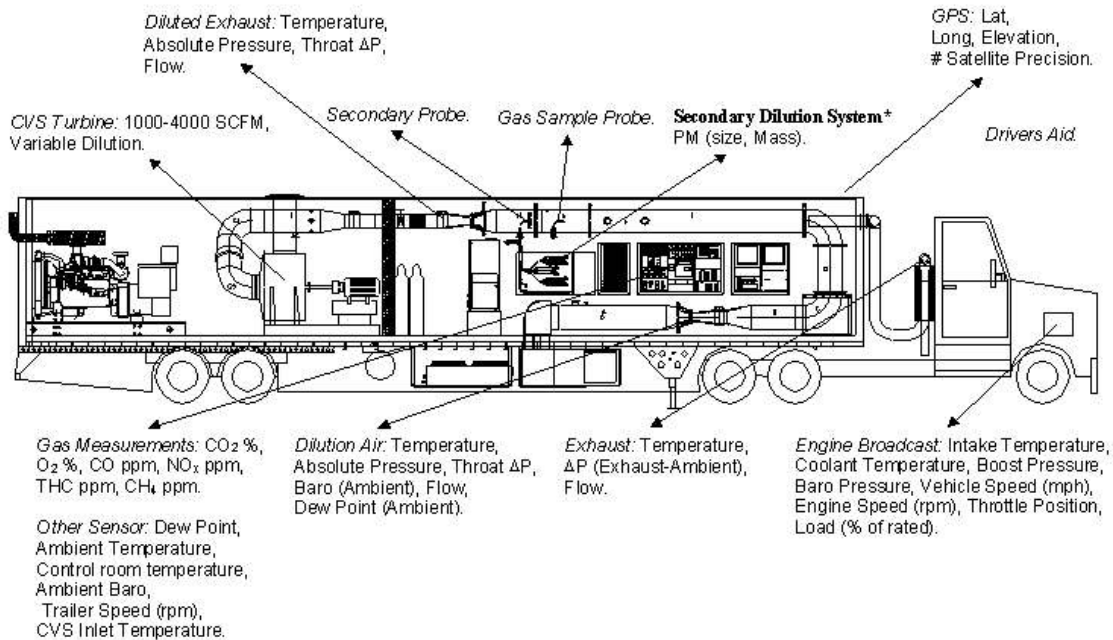 Diluted Exhaust: Temperature,
Absolute Pressure, Throat ΔP,
Flow.
GPS: Lat,
Long, Elevation,
# Satellite Precision.
CVS Turbine: 1000-4000 SCFM,
Variable Dilution.
Secondary Probe.
Gas Sample Probe.
Secondary Dilution System*
PM (size, Mass).
Drivers Aid.
Gas Measurements: CO₂ %,
O₂ %, CO ppm, NOₓ ppm,
THC ppm, CH₄ ppm.
Other Sensor: Dew Point,
Ambient Temperature,
Control room temperature,
Ambient Baro,
Trailer Speed (rpm),
CVS Inlet Temperature.
Dilution Air: Temperature,
Absolute Pressure, Throat ΔP,
Baro (Ambient), Flow,
Dew Point (Ambient).
Exhaust: Temperature,
ΔP (Exhaust-Ambient),
Flow.
Engine Broadcast: Intake Temperature,
Coolant Temperature, Boost Pressure,
Baro Pressure, Vehicle Speed (mph),
Engine Speed (rpm), Throttle Position,
Load (% of rated).